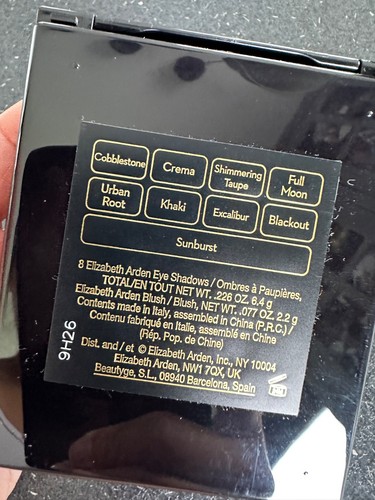 Cobblestone Crema Shimmering Taupe Full Moon
Urban Root Khaki Excalibur Blackout
Sunburst
8 Elizabeth Arden Eye Shadows / Ombres à Paupières,
TOTAL/EN TOUT NET WT. .226 OZ. 6.4 g
Elizabeth Arden Blush / Blush, NET WT. .077 OZ. 2.2 g
Contents made in Italy, assembled in China (P.R.C.) /
Contenu fabriqué en Italie, assemblé en Chine
(Rép. Pop. de Chine)
Dist. and / et © Elizabeth Arden, Inc., NY 10004
Elizabeth Arden, NW1 7QX, UK
Beautyge, S.L., 08940 Barcelona, Spain
9H26